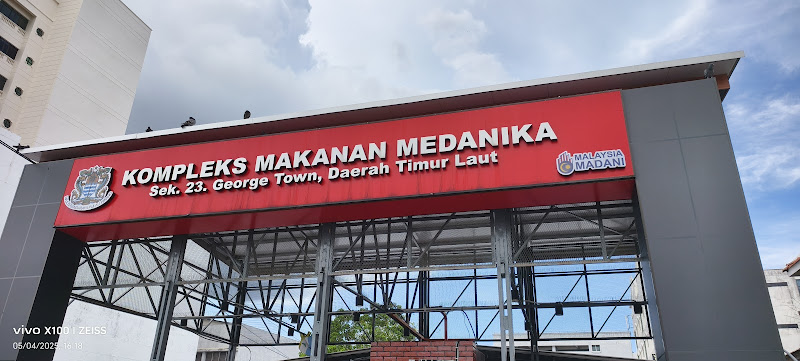 KOMPLEKS MAKANAN MEDANIKA
Sek. 23. George Town, Daerah Timur Laut
MALAYSIA
MADANI
vivo X100 | ZEISS
05/04/2025 16:18